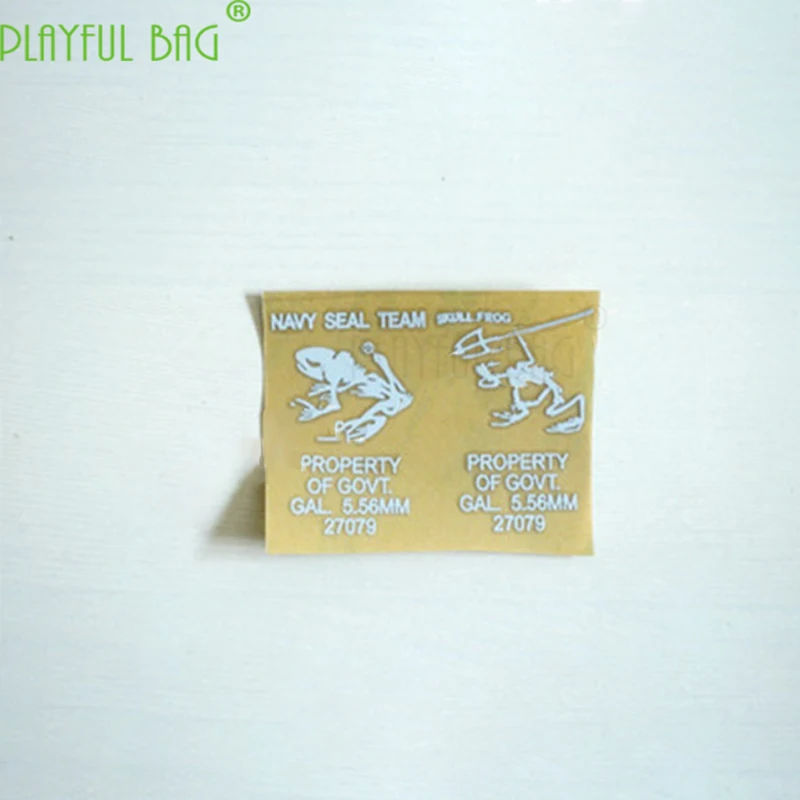 PLAYFUL BAG®
NAVY SEAL TEAM SKULL FROG
PROPERTY
OF GOVT.
GAL. 5.56MM
27079
PROPERTY
OF GOVT.
GAL. 5.56MM
27079